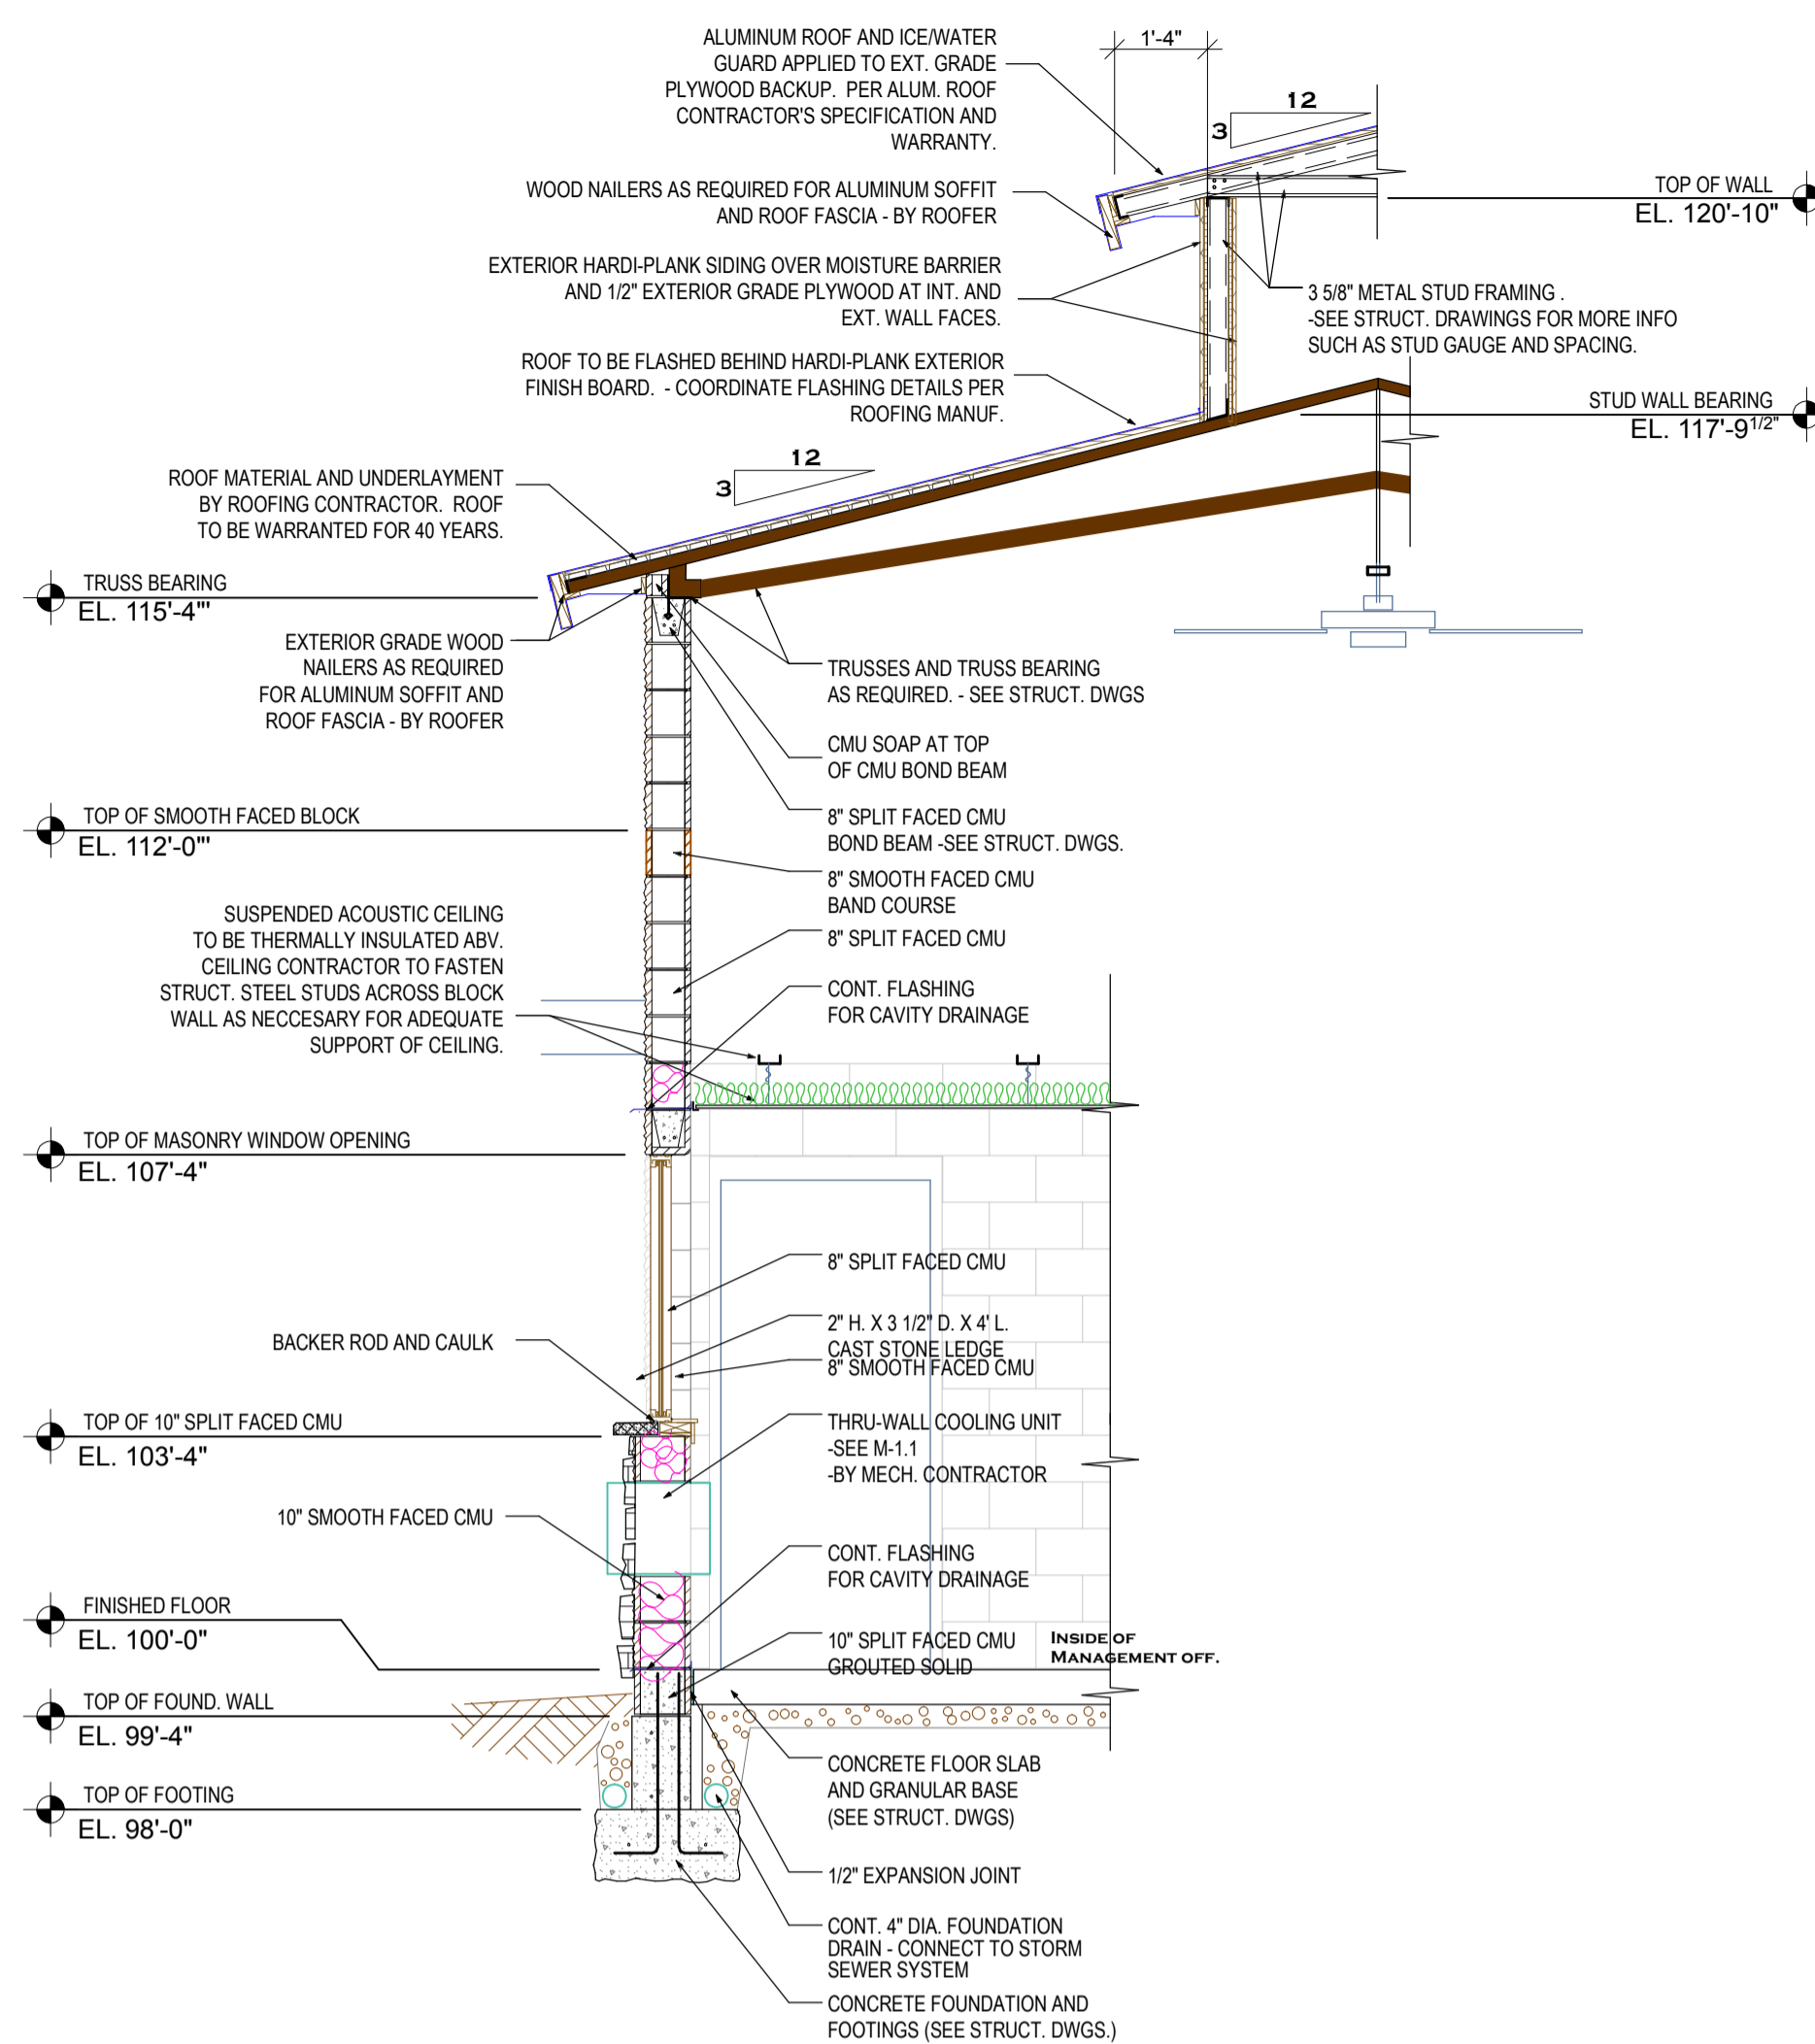 ALUMINUM ROOF AND ICE/WATER
GUARD APPLIED TO EXT. GRADE
PLYWOOD BACKUP.  PER ALUM. ROOF
CONTRACTOR'S SPECIFICATION AND
WARRANTY.
1'-4"
12
3
WOOD NAILERS AS REQUIRED FOR ALUMINUM SOFFIT
AND ROOF FASCIA - BY ROOFER
TOP OF WALL
EL. 120'-10"
EXTERIOR HARDI-PLANK SIDING OVER MOISTURE BARRIER
AND 1/2" EXTERIOR GRADE PLYWOOD AT INT. AND
EXT. WALL FACES.
3 5/8" METAL STUD FRAMING .
-SEE STRUCT. DRAWINGS FOR MORE INFO
SUCH AS STUD GAUGE AND SPACING.
ROOF TO BE FLASHED BEHIND HARDI-PLANK EXTERIOR
FINISH BOARD.  - COORDINATE FLASHING DETAILS PER
ROOFING MANUF.
STUD WALL BEARING
EL. 117'-9 1/2"
12
3
ROOF MATERIAL AND UNDERLAYMENT
BY ROOFING CONTRACTOR.  ROOF
TO BE WARRANTED FOR 40 YEARS.
TRUSS BEARING
EL. 115'-4'"
EXTERIOR GRADE WOOD
NAILERS AS REQUIRED
FOR ALUMINUM SOFFIT AND
ROOF FASCIA - BY ROOFER
TRUSSES AND TRUSS BEARING
AS REQUIRED. - SEE STRUCT. DWGS
CMU SOAP AT TOP
OF CMU BOND BEAM
8" SPLIT FACED CMU
BOND BEAM -SEE STRUCT. DWGS.
TOP OF SMOOTH FACED BLOCK
EL. 112'-0'"
8" SMOOTH FACED CMU
BAND COURSE
8" SPLIT FACED CMU
SUSPENDED ACOUSTIC CEILING
TO BE THERMALLY INSULATED ABV.
CEILING CONTRACTOR TO FASTEN
STRUCT. STEEL STUDS ACROSS BLOCK
WALL AS NECCESARY FOR ADEQUATE
SUPPORT OF CEILING.
CONT. FLASHING
FOR CAVITY DRAINAGE
TOP OF MASONRY WINDOW OPENING
EL. 107'-4"
8" SPLIT FACED CMU
2" H. X 3 1/2" D. X 4' L.
CAST STONE LEDGE
8" SMOOTH FACED CMU
BACKER ROD AND CAULK
TOP OF 10" SPLIT FACED CMU
EL. 103'-4"
THRU-WALL COOLING UNIT
-SEE M-1.1
-BY MECH. CONTRACTOR
10" SMOOTH FACED CMU
CONT. FLASHING
FOR CAVITY DRAINAGE
FINISHED FLOOR
EL. 100'-0"
10" SPLIT FACED CMU
GROUTED SOLID
INSIDE OF
MANAGEMENT OFF.
TOP OF FOUND. WALL
EL. 99'-4"
CONCRETE FLOOR SLAB
AND GRANULAR BASE
(SEE STRUCT. DWGS)
TOP OF FOOTING
EL. 98'-0"
1/2" EXPANSION JOINT
CONT. 4" DIA. FOUNDATION
DRAIN - CONNECT TO STORM
SEWER SYSTEM
CONCRETE FOUNDATION AND
FOOTINGS (SEE STRUCT. DWGS.)